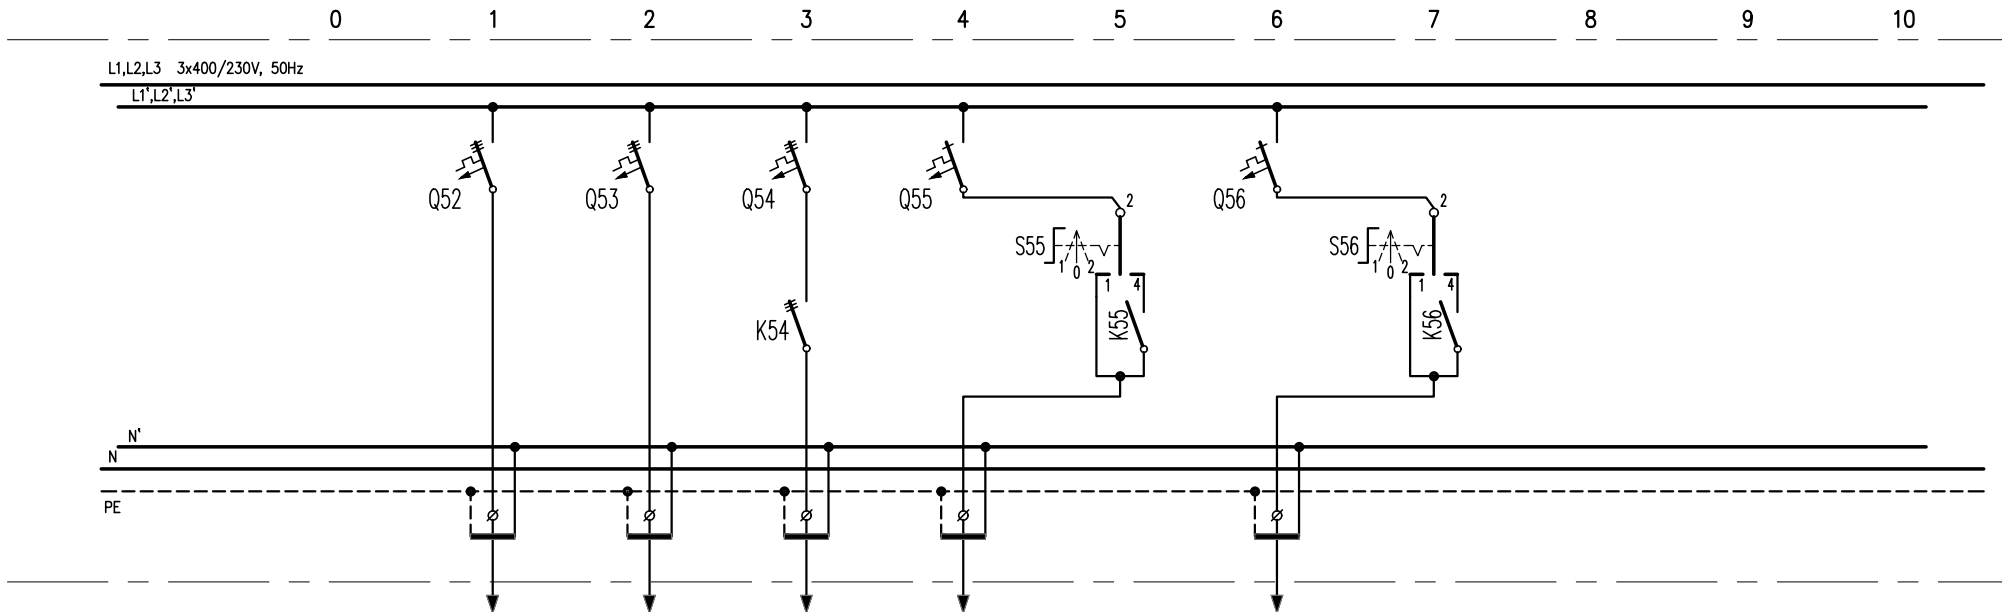 0 1 2 3 4 5 6 7 8 9 10
L1,L2,L3 3x400/230V, 50Hz
L1',L2',L3'
Q52 Q53 Q54 Q55 Q56
2 2
S55 S56
1 0 2 1 0 2
1 4 1 4
K54 K55 K56
N'
N
PE